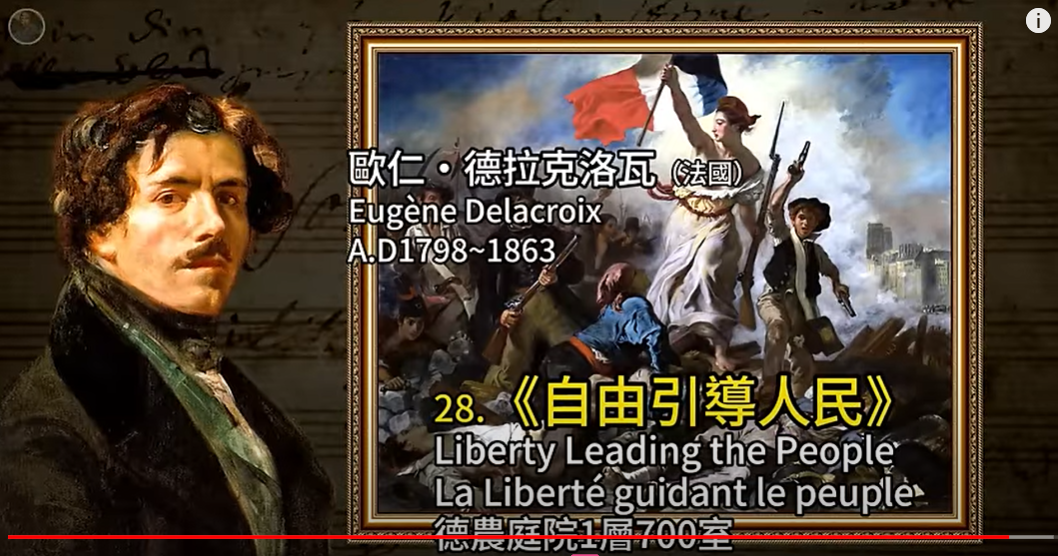 歐仁・德拉克洛瓦（法國）
Eugène Delacroix
A.D1798~1863
28.《自由引導人民》
Liberty Leading the People
La Liberté guidant le peuple
德農庭院1層700室